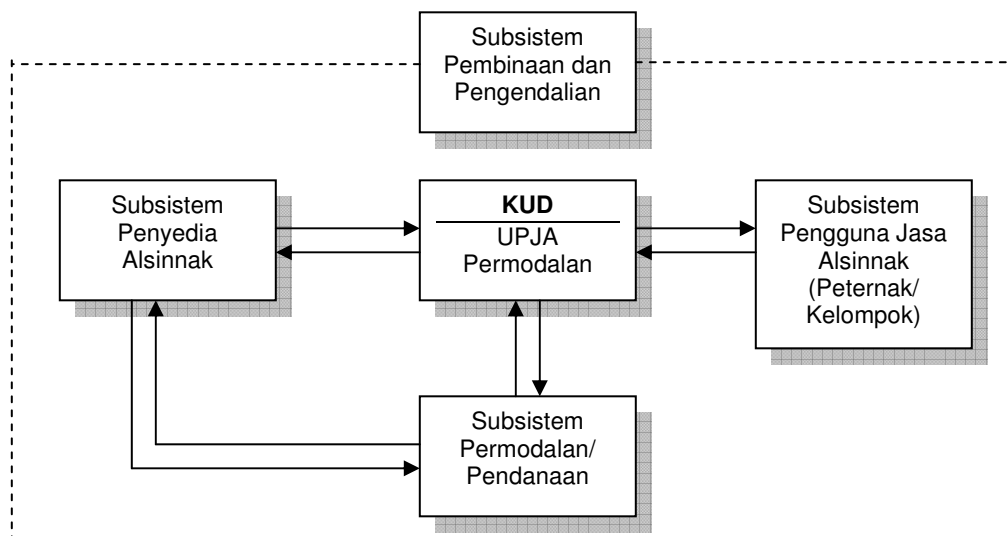 Subsistem
Pembinaan dan
Pengendalian
Subsistem
Penyedia
Alsinnak
KUD
UPJA
Permodalan
Subsistem
Pengguna Jasa
Alsinnak
(Peternak/
Kelompok)
Subsistem
Permodalan/
Pendanaan